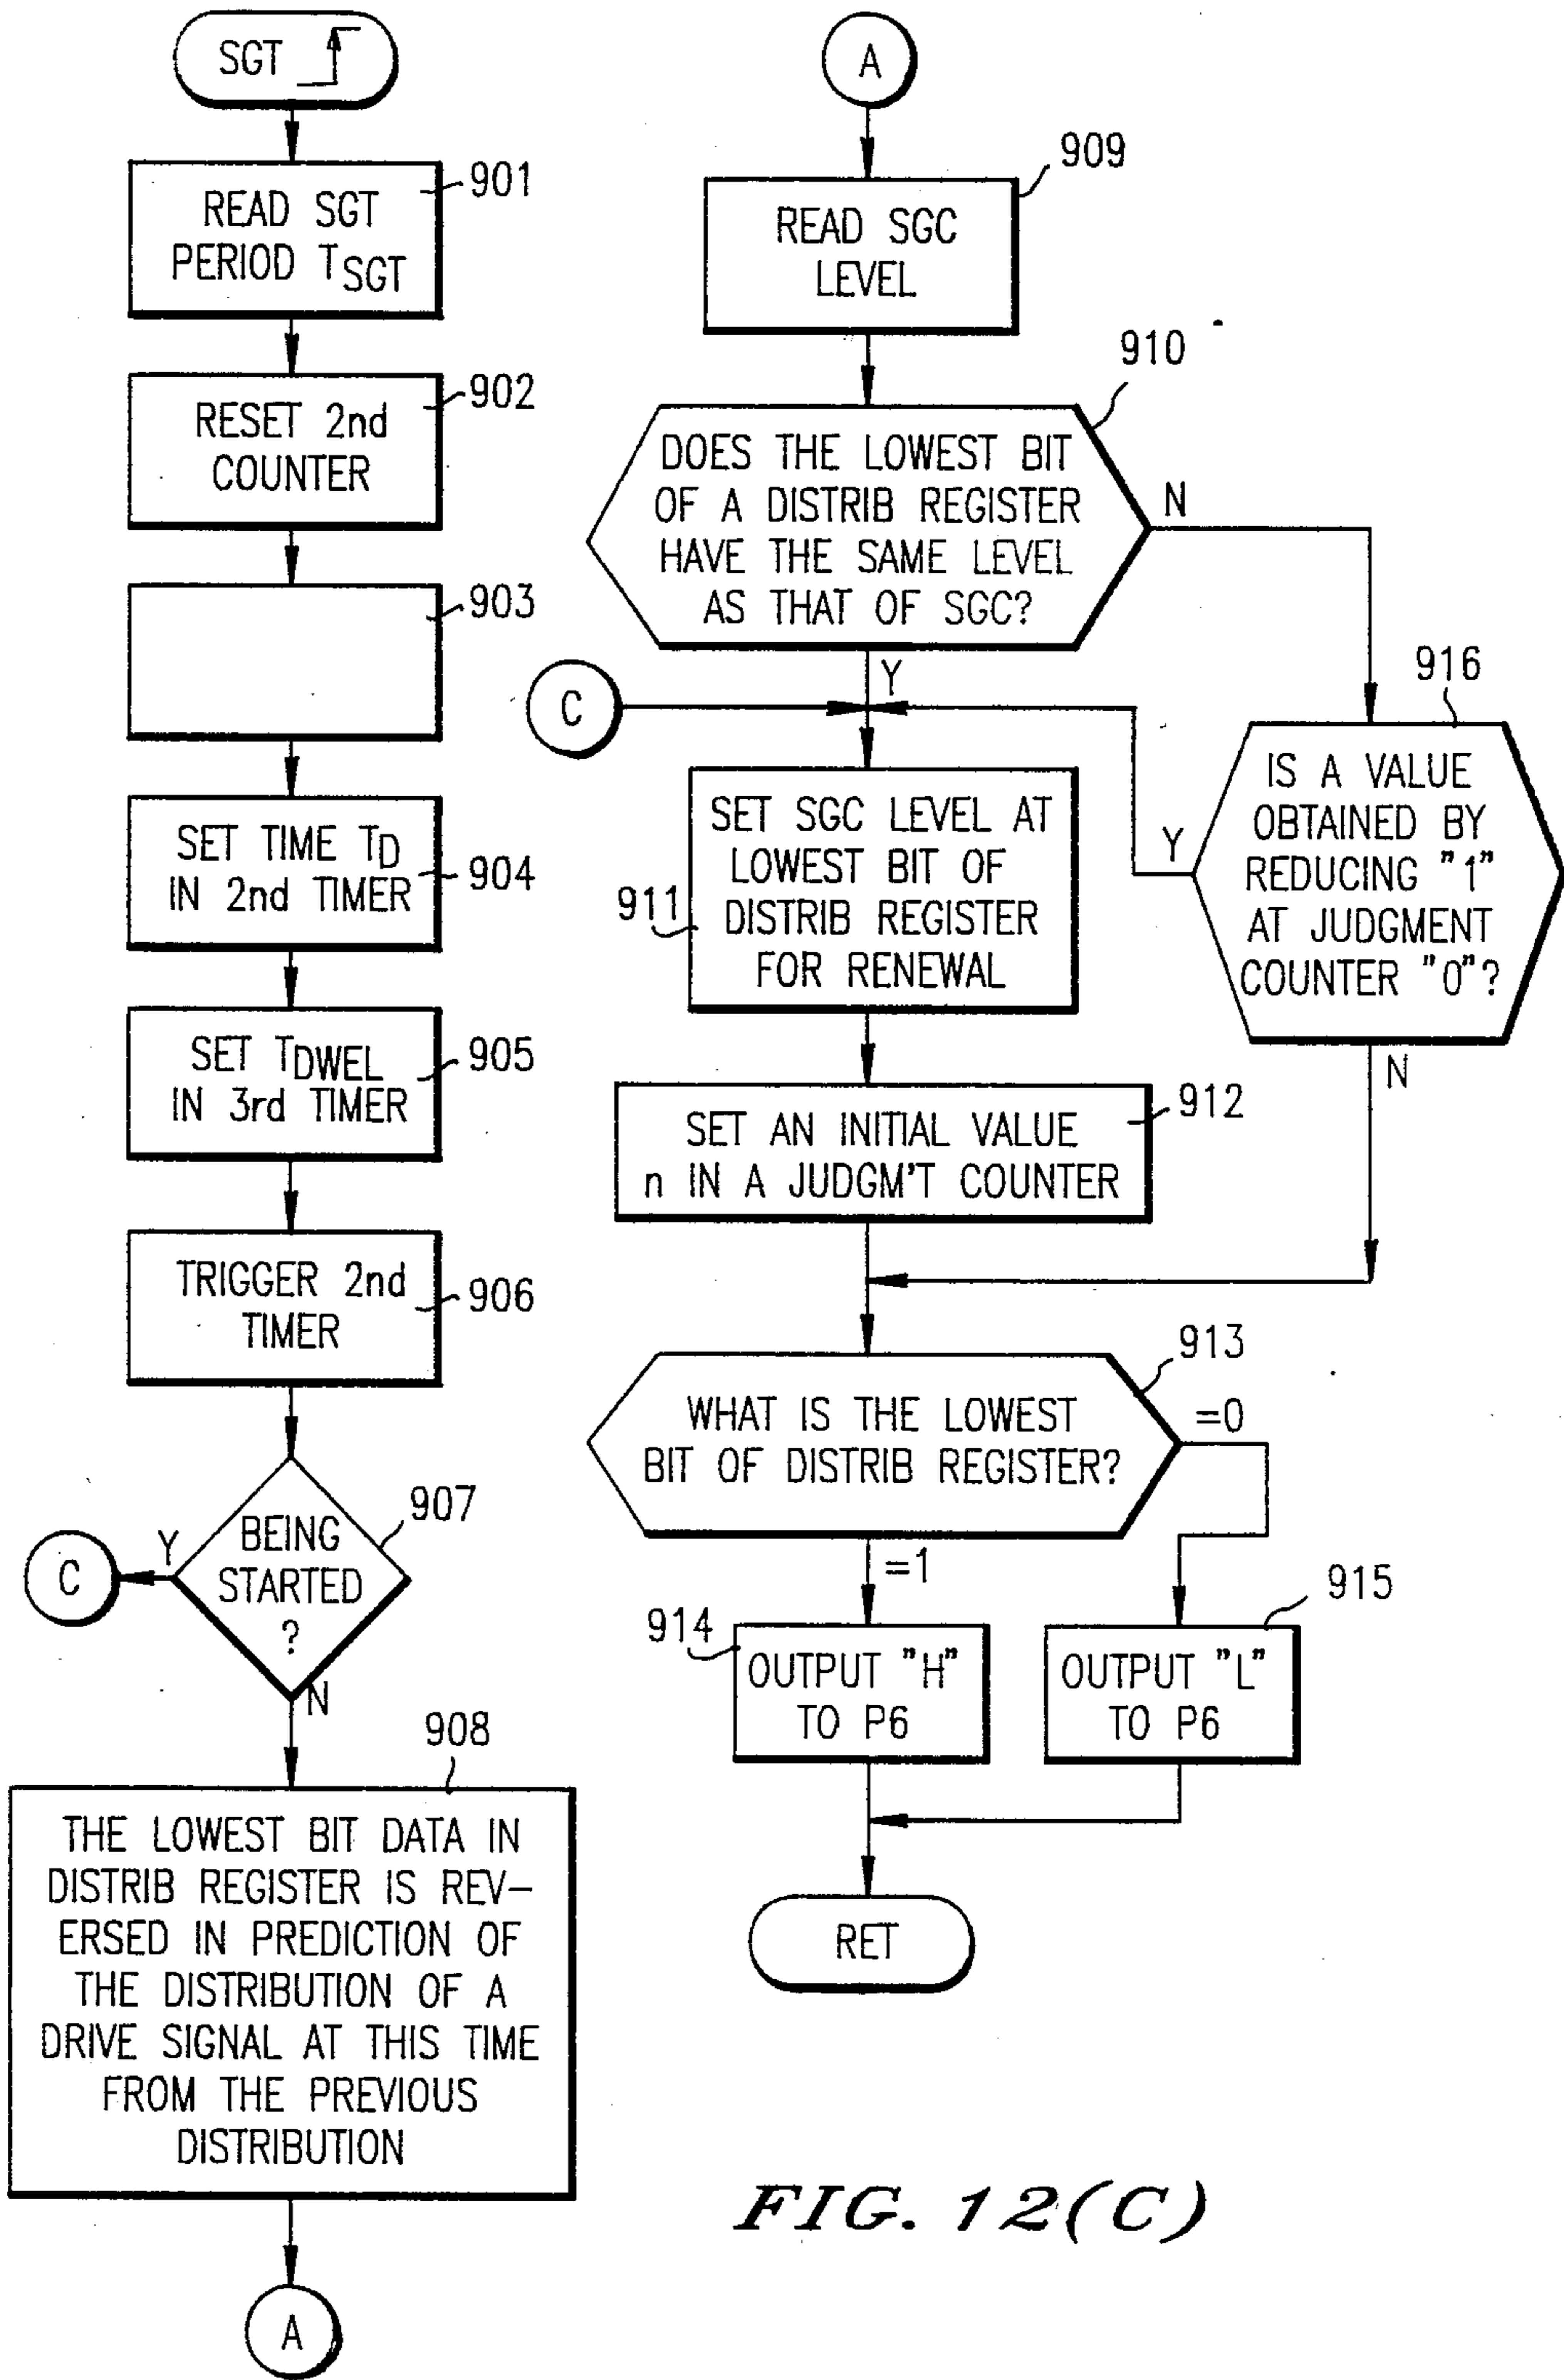 SGT
READ SGT
PERIOD TSGT
901
RESET 2nd
COUNTER
902
903
SET TIME TD
IN 2nd TIMER
904
SET TDWEL
IN 3rd TIMER
905
TRIGGER 2nd
TIMER
906
BEING
STARTED
?
907
Y
C
N
908
THE LOWEST BIT DATA IN
DISTRIB REGISTER IS REV-
ERSED IN PREDICTION OF
THE DISTRIBUTION OF A
DRIVE SIGNAL AT THIS TIME
FROM THE PREVIOUS
DISTRIBUTION
A
A
909
READ SGC
LEVEL
910
DOES THE LOWEST BIT
OF A DISTRIB REGISTER
HAVE THE SAME LEVEL
AS THAT OF SGC?
N
Y
C
916
IS A VALUE
OBTAINED BY
REDUCING "1"
AT JUDGMENT
COUNTER "0"?
Y
N
911
SET SGC LEVEL AT
LOWEST BIT OF
DISTRIB REGISTER
FOR RENEWAL
912
SET AN INITIAL VALUE
n IN A JUDGM'T COUNTER
913
WHAT IS THE LOWEST
BIT OF DISTRIB REGISTER?
=0
=1
914
OUTPUT "H"
TO P6
915
OUTPUT "L"
TO P6
RET
FIG. 12(C)